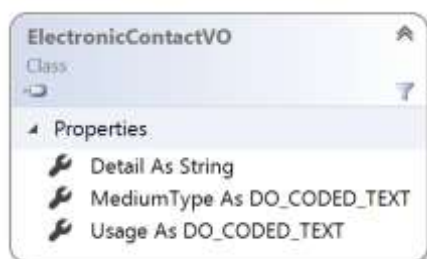 ElectronicContactVO
Class
Properties
Detail As String
MediumType As DO_CODED_TEXT
Usage As DO_CODED_TEXT